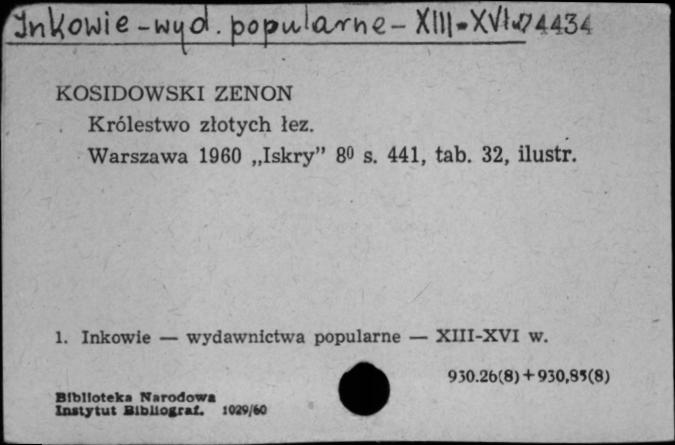 Inkowie - wyd. popularne - XIII-XVI w. 74434
KOSIDOWSKI ZENON
Królestwo złotych łez.
Warszawa 1960 „Iskry” 8⁰ s. 441, tab. 32, ilustr.
1. Inkowie — wydawnictwa popularne — XIII-XVI w.
930.26(8) + 930,85(8)
Biblioteka Narodowa
Instytut Bibliograf. 1029/60